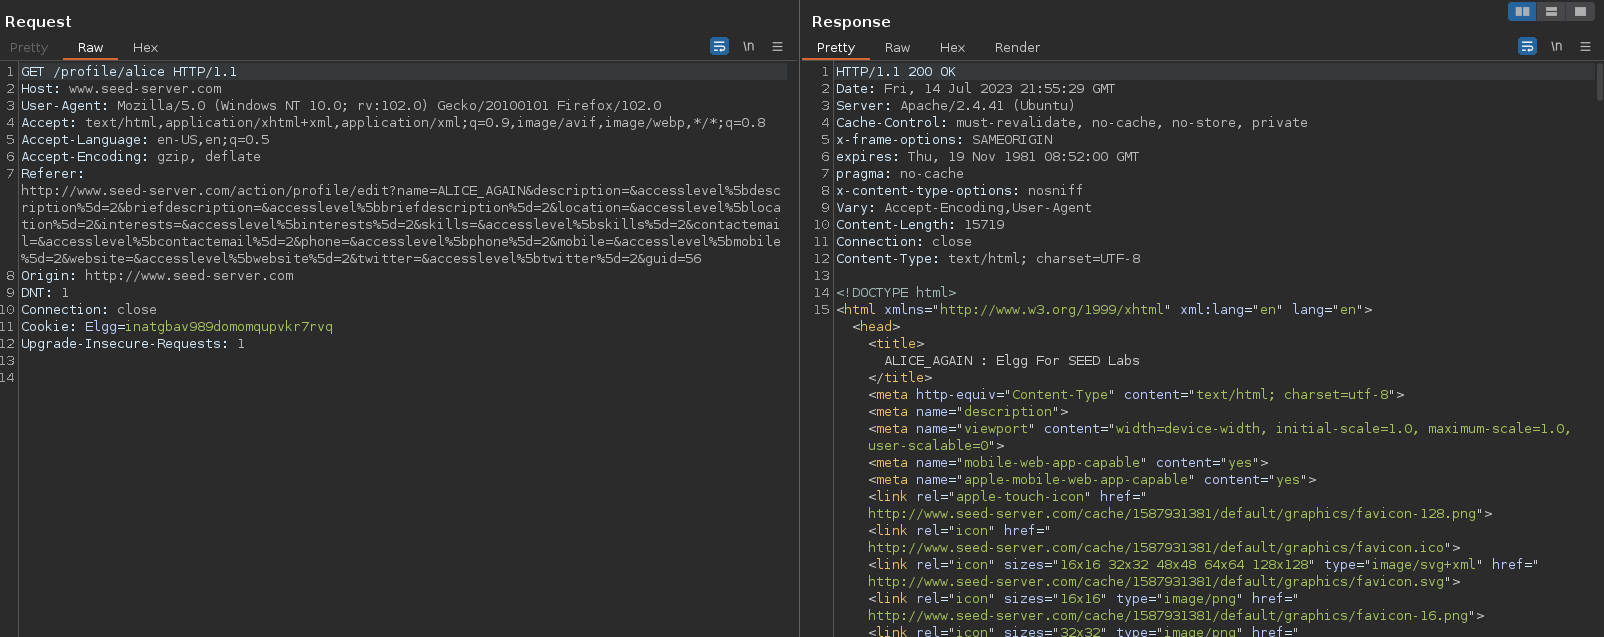 Request
Pretty Raw Hex
\n
1 GET /profile/alice HTTP/1.1
2 Host: www.seed-server.com
3 User-Agent: Mozilla/5.0 (Windows NT 10.0; rv:102.0) Gecko/20100101 Firefox/102.0
4 Accept: text/html,application/xhtml+xml,application/xml;q=0.9,image/avif,image/webp,*/*;q=0.8
5 Accept-Language: en-US,en;q=0.5
6 Accept-Encoding: gzip, deflate
7 Referer:
http://www.seed-server.com/action/profile/edit?name=ALICE_AGAIN&description=&accesslevel%5bdesc
ription%5d=2&briefdescription=&accesslevel%5bbriefdescription%5d=2&location=&accesslevel%5bloca
tion%5d=2&interests=&accesslevel%5binterests%5d=2&skills=&accesslevel%5bskills%5d=2&contactemai
l=&accesslevel%5bcontactemail%5d=2&phone=&accesslevel%5bphone%5d=2&mobile=&accesslevel%5bmobile
%5d=2&website=&accesslevel%5bwebsite%5d=2&twitter=&accesslevel%5btwitter%5d=2&guid=56
8 Origin: http://www.seed-server.com
9 DNT: 1
10 Connection: close
11 Cookie: Elgg=inatgbav989domomqupvkr7rvq
12 Upgrade-Insecure-Requests: 1
13
14
Response
Pretty Raw Hex Render
\n
1 HTTP/1.1 200 OK
2 Date: Fri, 14 Jul 2023 21:55:29 GMT
3 Server: Apache/2.4.41 (Ubuntu)
4 Cache-Control: must-revalidate, no-cache, no-store, private
5 x-frame-options: SAMEORIGIN
6 expires: Thu, 19 Nov 1981 08:52:00 GMT
7 pragma: no-cache
8 x-content-type-options: nosniff
9 Vary: Accept-Encoding,User-Agent
10 Content-Length: 15719
11 Connection: close
12 Content-Type: text/html; charset=UTF-8
13
14 <!DOCTYPE html>
15 <html xmlns="http://www.w3.org/1999/xhtml" xml:lang="en" lang="en">
<head>
<title>
ALICE_AGAIN : Elgg For SEED Labs
</title>
<meta http-equiv="Content-Type" content="text/html; charset=utf-8">
<meta name="description">
<meta name="viewport" content="width=device-width, initial-scale=1.0, maximum-scale=1.0,
user-scalable=0">
<meta name="mobile-web-app-capable" content="yes">
<meta name="apple-mobile-web-app-capable" content="yes">
<link rel="apple-touch-icon" href="
http://www.seed-server.com/cache/1587931381/default/graphics/favicon-128.png">
<link rel="icon" href="
http://www.seed-server.com/cache/1587931381/default/graphics/favicon.ico">
<link rel="icon" sizes="16x16 32x32 48x48 64x64 128x128" type="image/svg+xml" href="
http://www.seed-server.com/cache/1587931381/default/graphics/favicon.svg">
<link rel="icon" sizes="16x16" type="image/png" href="
http://www.seed-server.com/cache/1587931381/default/graphics/favicon-16.png">
<link rel="icon" sizes="32x32" type="image/png" href="